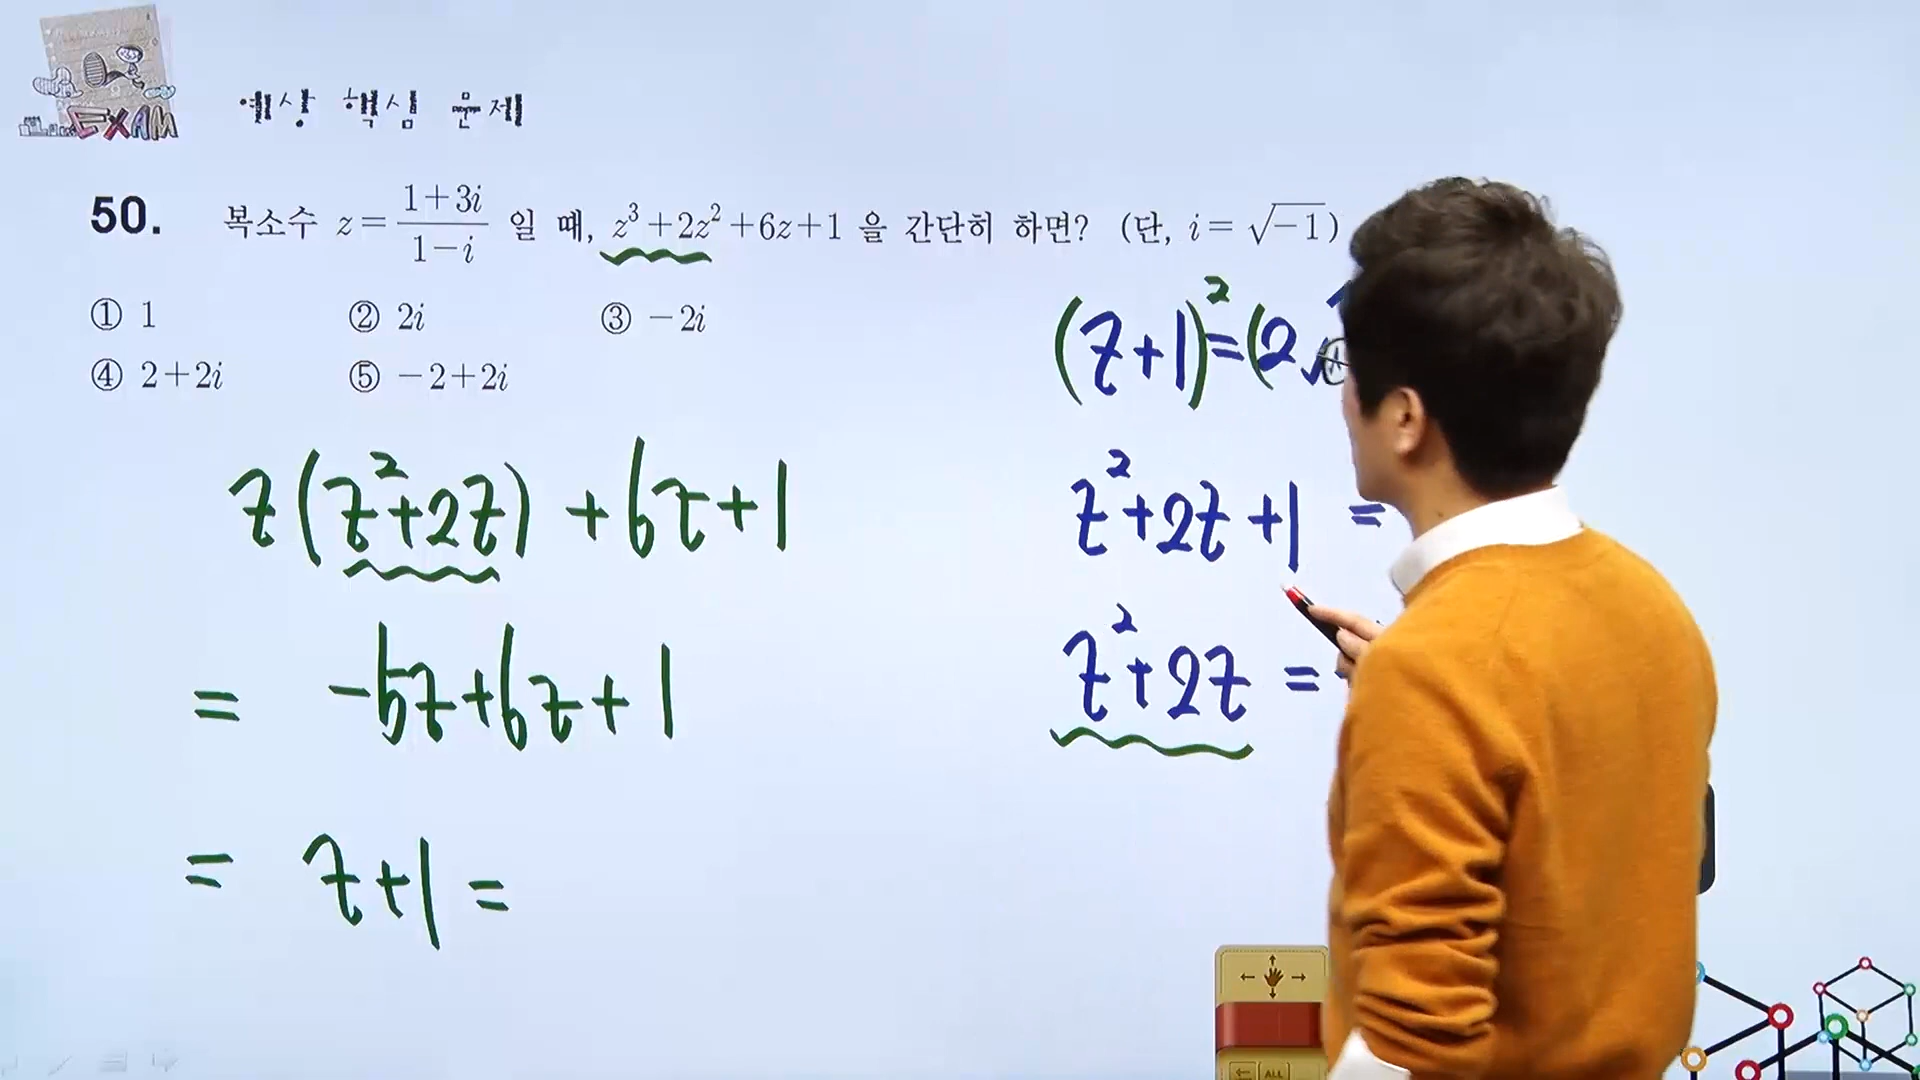 EXAM
예상 핵심 문제
50. 복소수 z = (1+3i)/(1−i) 일 때, z³+2z²+6z+1 을 간단히 하면? (단, i = √−1)
① 1 ② 2i ③ −2i
④ 2+2i ⑤ −2+2i
z(z²+2z) + 6z+1
= -5z+6z+1
= z+1 =
(z+1)²=(2
z²+2z+1 =
z²+2z =
ALL